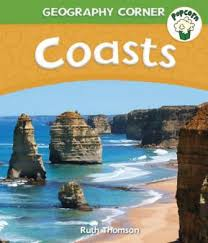 GEOGRAPHY CORNER
Popcorn
Coasts
Ruth Thomson